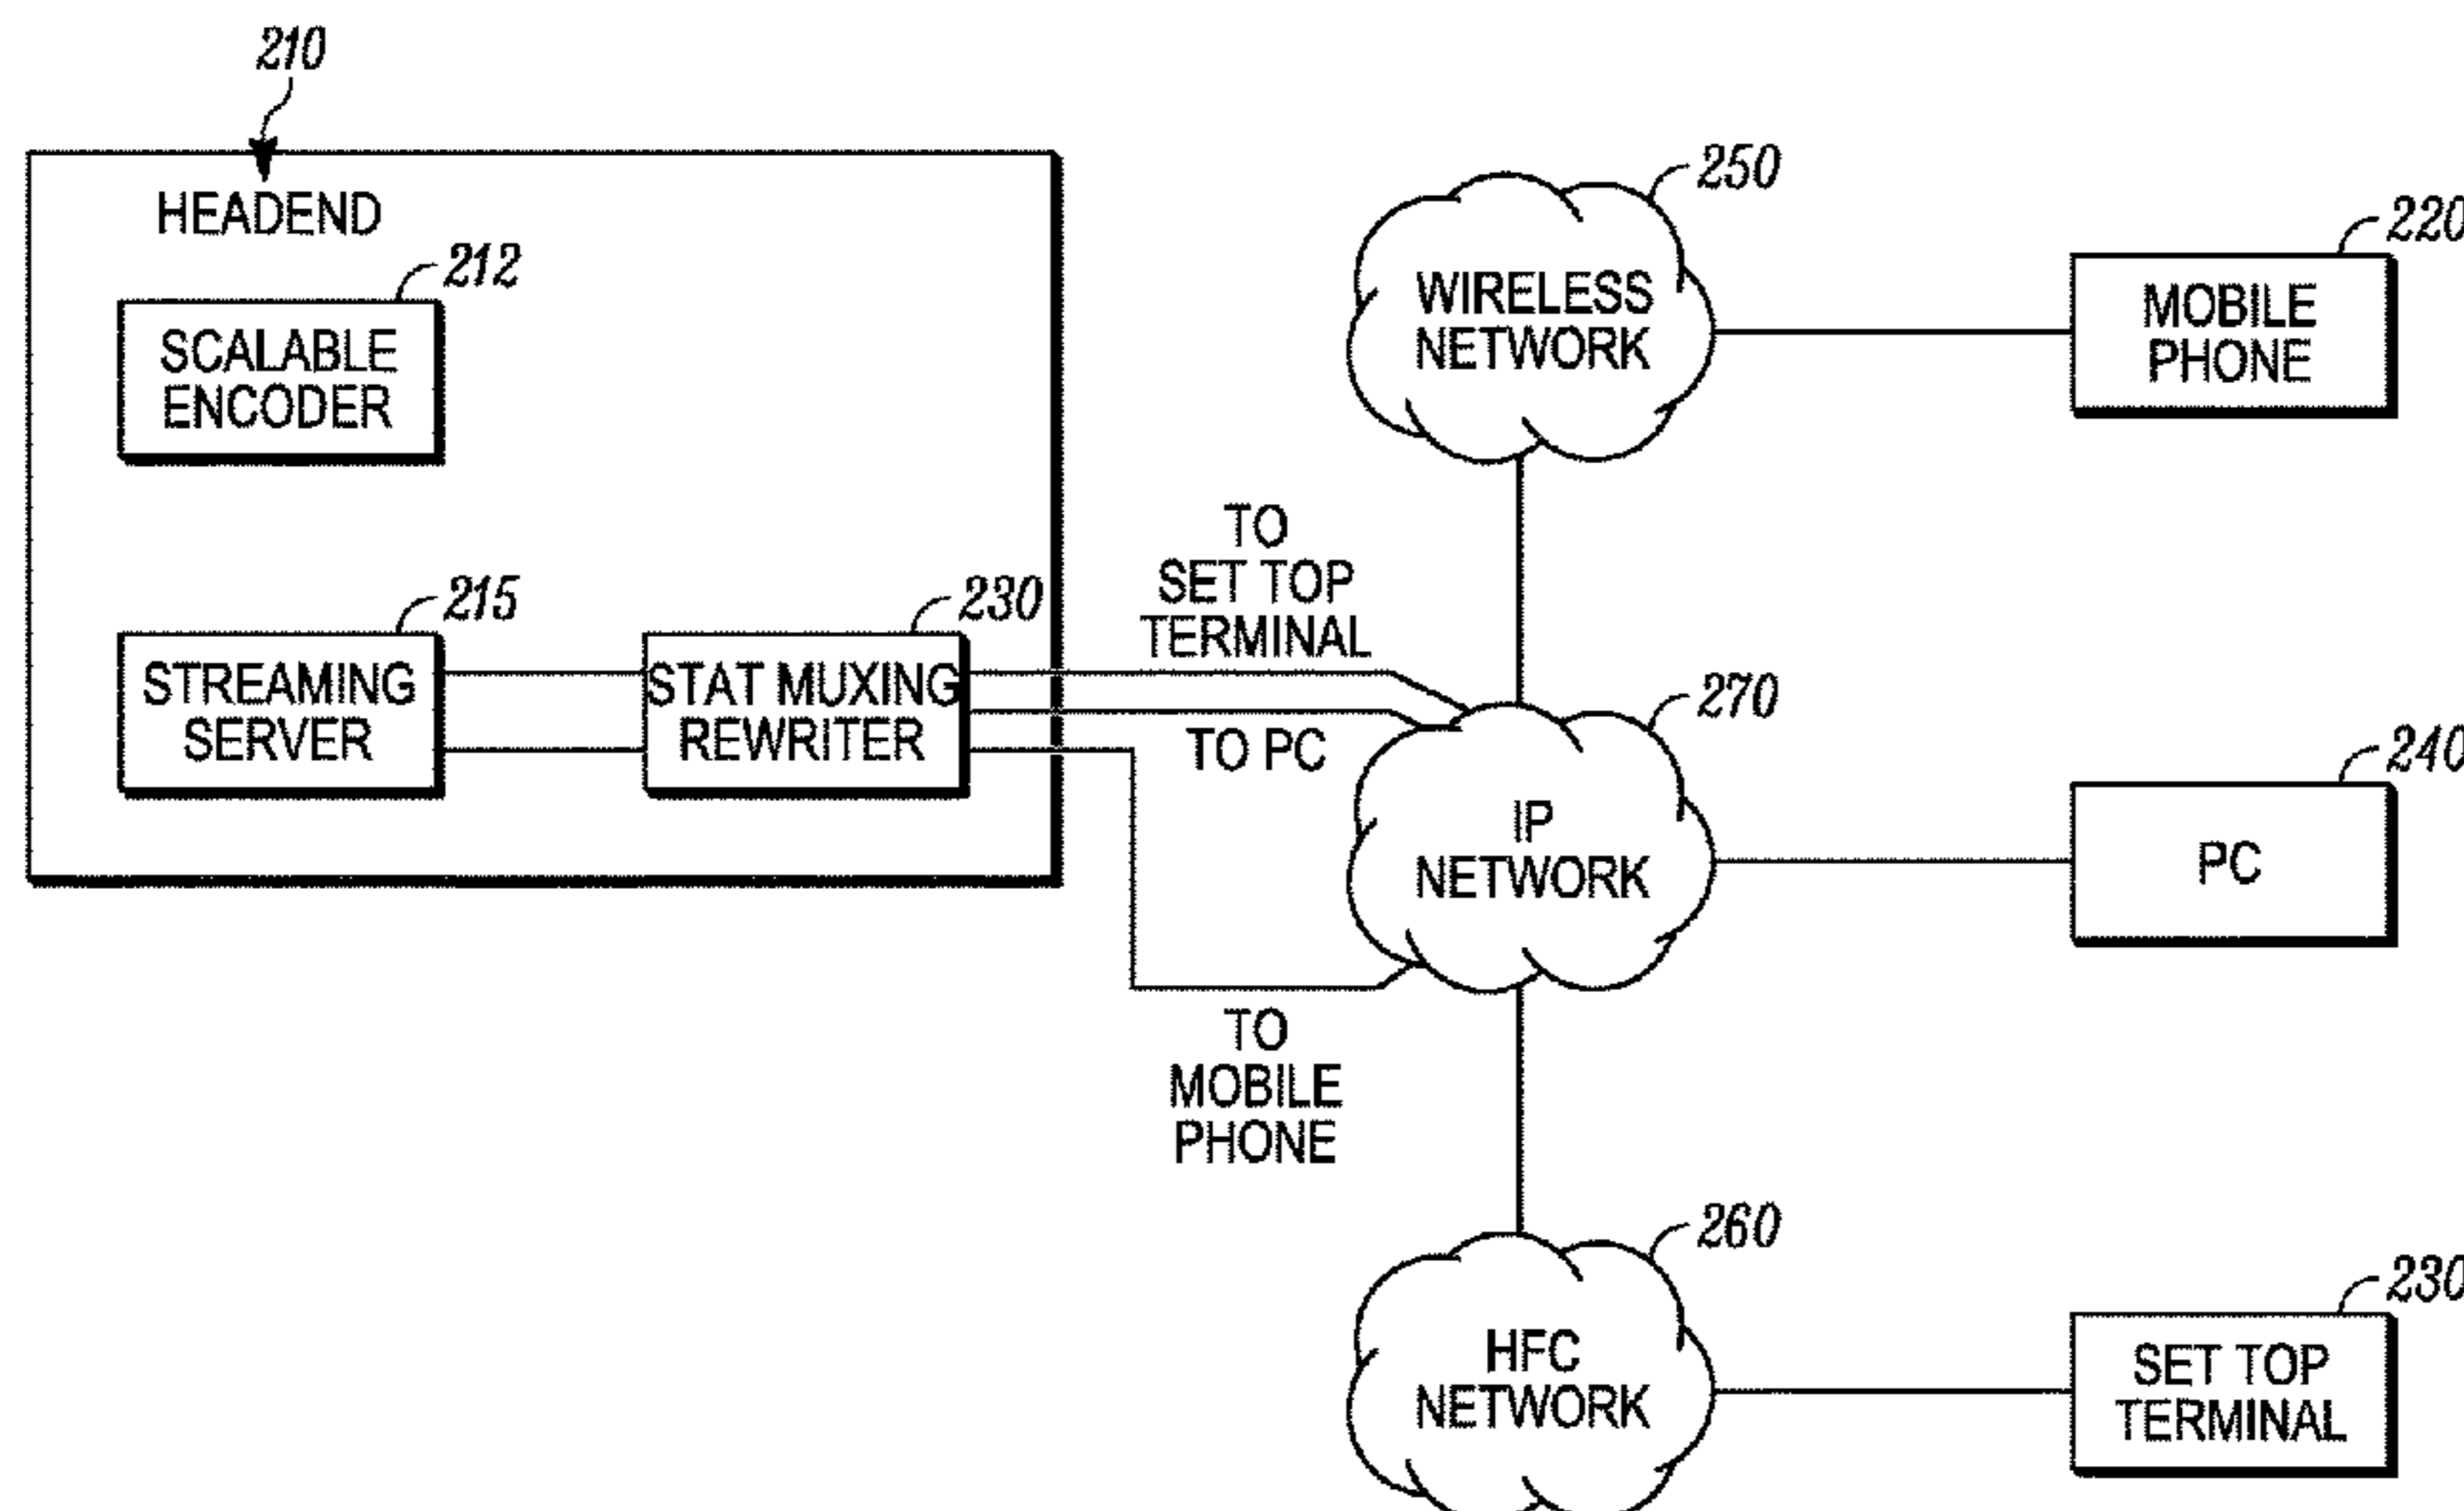 210
HEADEND
212
SCALABLE
ENCODER
215
STREAMING
SERVER
230
STAT MUXING
REWRITER
TO
SET TOP
TERMINAL
TO PC
TO
MOBILE
PHONE
250
WIRELESS
NETWORK
220
MOBILE
PHONE
270
IP
NETWORK
240
PC
260
HFC
NETWORK
230
SET TOP
TERMINAL